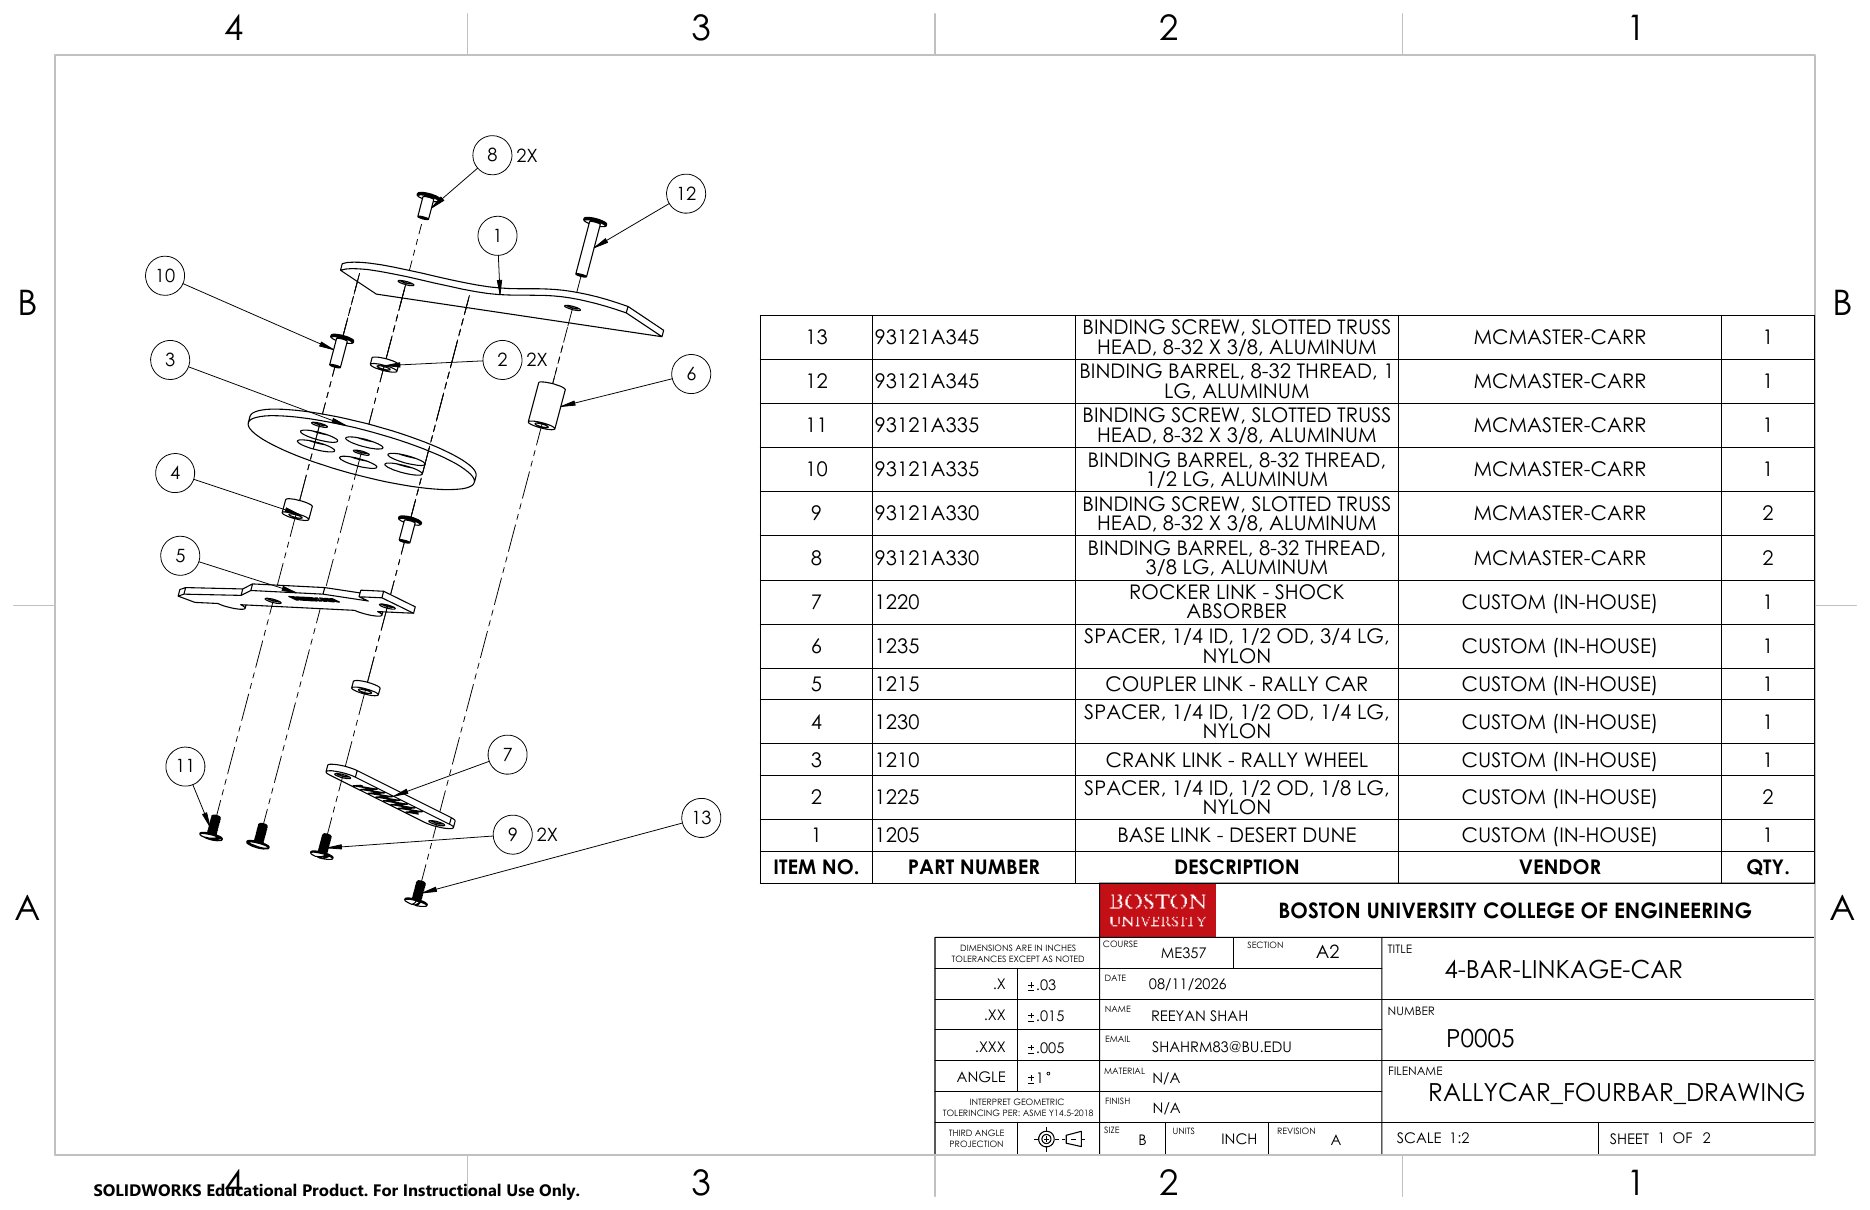 4 3 2 1
8 2X
12
1
10
B B
3
2 2X
6
4
5
7
11
13
9 2X
13 93121A345 BINDING SCREW, SLOTTED TRUSS
HEAD, 8-32 X 3/8, ALUMINUM MCMASTER-CARR 1
12 93121A345 BINDING BARREL, 8-32 THREAD, 1
LG, ALUMINUM MCMASTER-CARR 1
11 93121A335 BINDING SCREW, SLOTTED TRUSS
HEAD, 8-32 X 3/8, ALUMINUM MCMASTER-CARR 1
10 93121A335 BINDING BARREL, 8-32 THREAD,
1/2 LG, ALUMINUM MCMASTER-CARR 1
9 93121A330 BINDING SCREW, SLOTTED TRUSS
HEAD, 8-32 X 3/8, ALUMINUM MCMASTER-CARR 2
8 93121A330 BINDING BARREL, 8-32 THREAD,
3/8 LG, ALUMINUM MCMASTER-CARR 2
7 1220 ROCKER LINK - SHOCK
ABSORBER CUSTOM (IN-HOUSE) 1
6 1235 SPACER, 1/4 ID, 1/2 OD, 3/4 LG,
NYLON CUSTOM (IN-HOUSE) 1
5 1215 COUPLER LINK - RALLY CAR CUSTOM (IN-HOUSE) 1
4 1230 SPACER, 1/4 ID, 1/2 OD, 1/4 LG,
NYLON CUSTOM (IN-HOUSE) 1
3 1210 CRANK LINK - RALLY WHEEL CUSTOM (IN-HOUSE) 1
2 1225 SPACER, 1/4 ID, 1/2 OD, 1/8 LG,
NYLON CUSTOM (IN-HOUSE) 2
1 1205 BASE LINK - DESERT DUNE CUSTOM (IN-HOUSE) 1
ITEM NO. PART NUMBER DESCRIPTION VENDOR QTY.
A A
BOSTON
UNIVERSITY
BOSTON UNIVERSITY COLLEGE OF ENGINEERING
DIMENSIONS ARE IN INCHES
TOLERANCES EXCEPT AS NOTED
.X ±.03
.XX ±.015
.XXX ±.005
ANGLE ±1°
INTERPRET GEOMETRIC
TOLERINCING PER: ASME Y14.5-2018
THIRD ANGLE
PROJECTION
COURSE ME357 SECTION A2
DATE 08/11/2026
NAME REEYAN SHAH
EMAIL SHAHRM83@BU.EDU
MATERIAL N/A
FINISH N/A
SIZE B UNITS INCH REVISION A
TITLE
4-BAR-LINKAGE-CAR
NUMBER
P0005
FILENAME
RALLYCAR_FOURBAR_DRAWING
SCALE 1:2 SHEET 1 OF 2
4 3 2 1
SOLIDWORKS Educational Product. For Instructional Use Only.